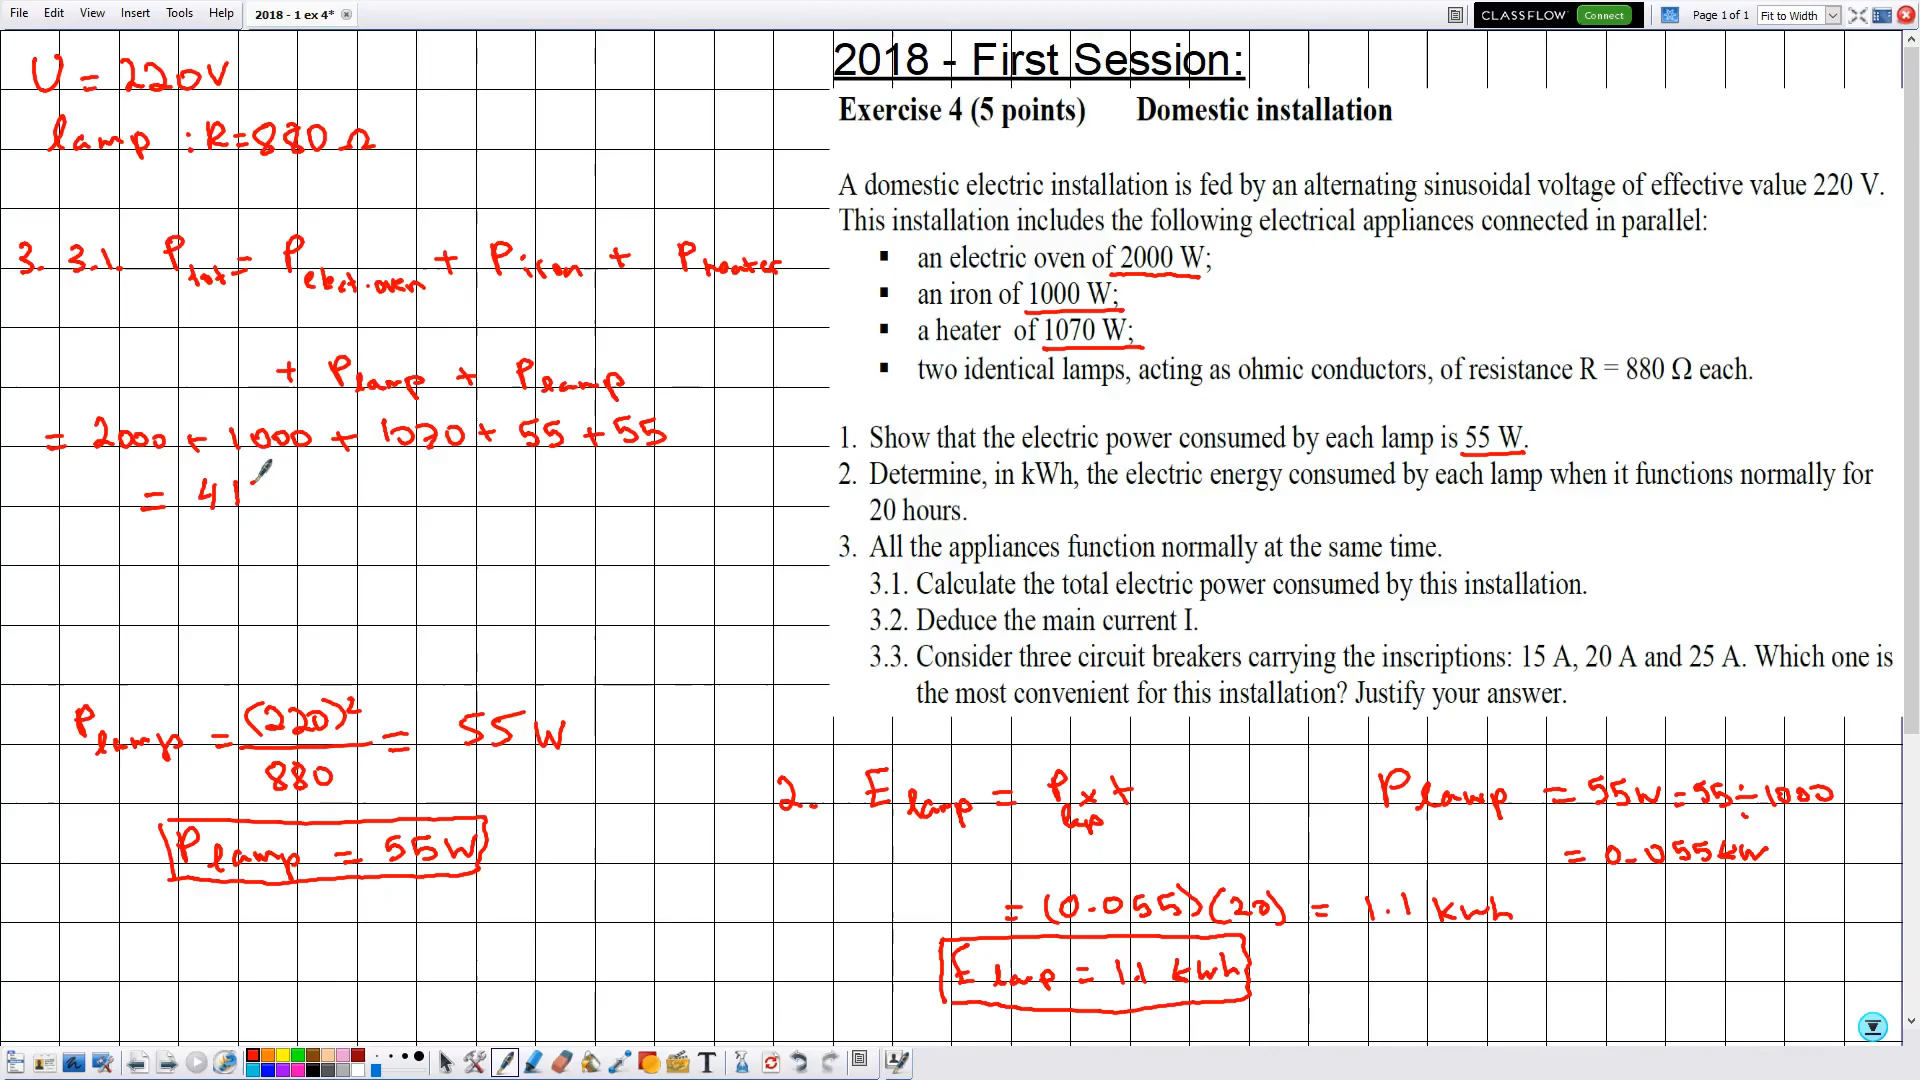 File Edit View Insert Tools Help
2018 - 1 ex 4*
CLASSFLOW Connect
Page 1 of 1 Fit to Width
U = 220V
lamp : R = 880 Ω
3. 3.1. P tot = P elect.oven + P iron + P heater
+ P lamp + P lamp
= 2000 + 1000 + 1070 + 55 + 55
= 41
P lamp = (220)² / 880 = 55 W
P lamp = 55W
2018 - First Session:
Exercise 4 (5 points) Domestic installation
A domestic electric installation is fed by an alternating sinusoidal voltage of effective value 220 V.
This installation includes the following electrical appliances connected in parallel:
▪ an electric oven of 2000 W;
▪ an iron of 1000 W;
▪ a heater of 1070 W;
▪ two identical lamps, acting as ohmic conductors, of resistance R = 880 Ω each.
1. Show that the electric power consumed by each lamp is 55 W.
2. Determine, in kWh, the electric energy consumed by each lamp when it functions normally for
20 hours.
3. All the appliances function normally at the same time.
3.1. Calculate the total electric power consumed by this installation.
3.2. Deduce the main current I.
3.3. Consider three circuit breakers carrying the inscriptions: 15 A, 20 A and 25 A. Which one is
the most convenient for this installation? Justify your answer.
2. E lamp = P lap × t
= (0.055)(20) = 1.1 kWh
E lap = 1.1 kWh
P lamp = 55W = 55 ÷ 1000
= 0.055 kW